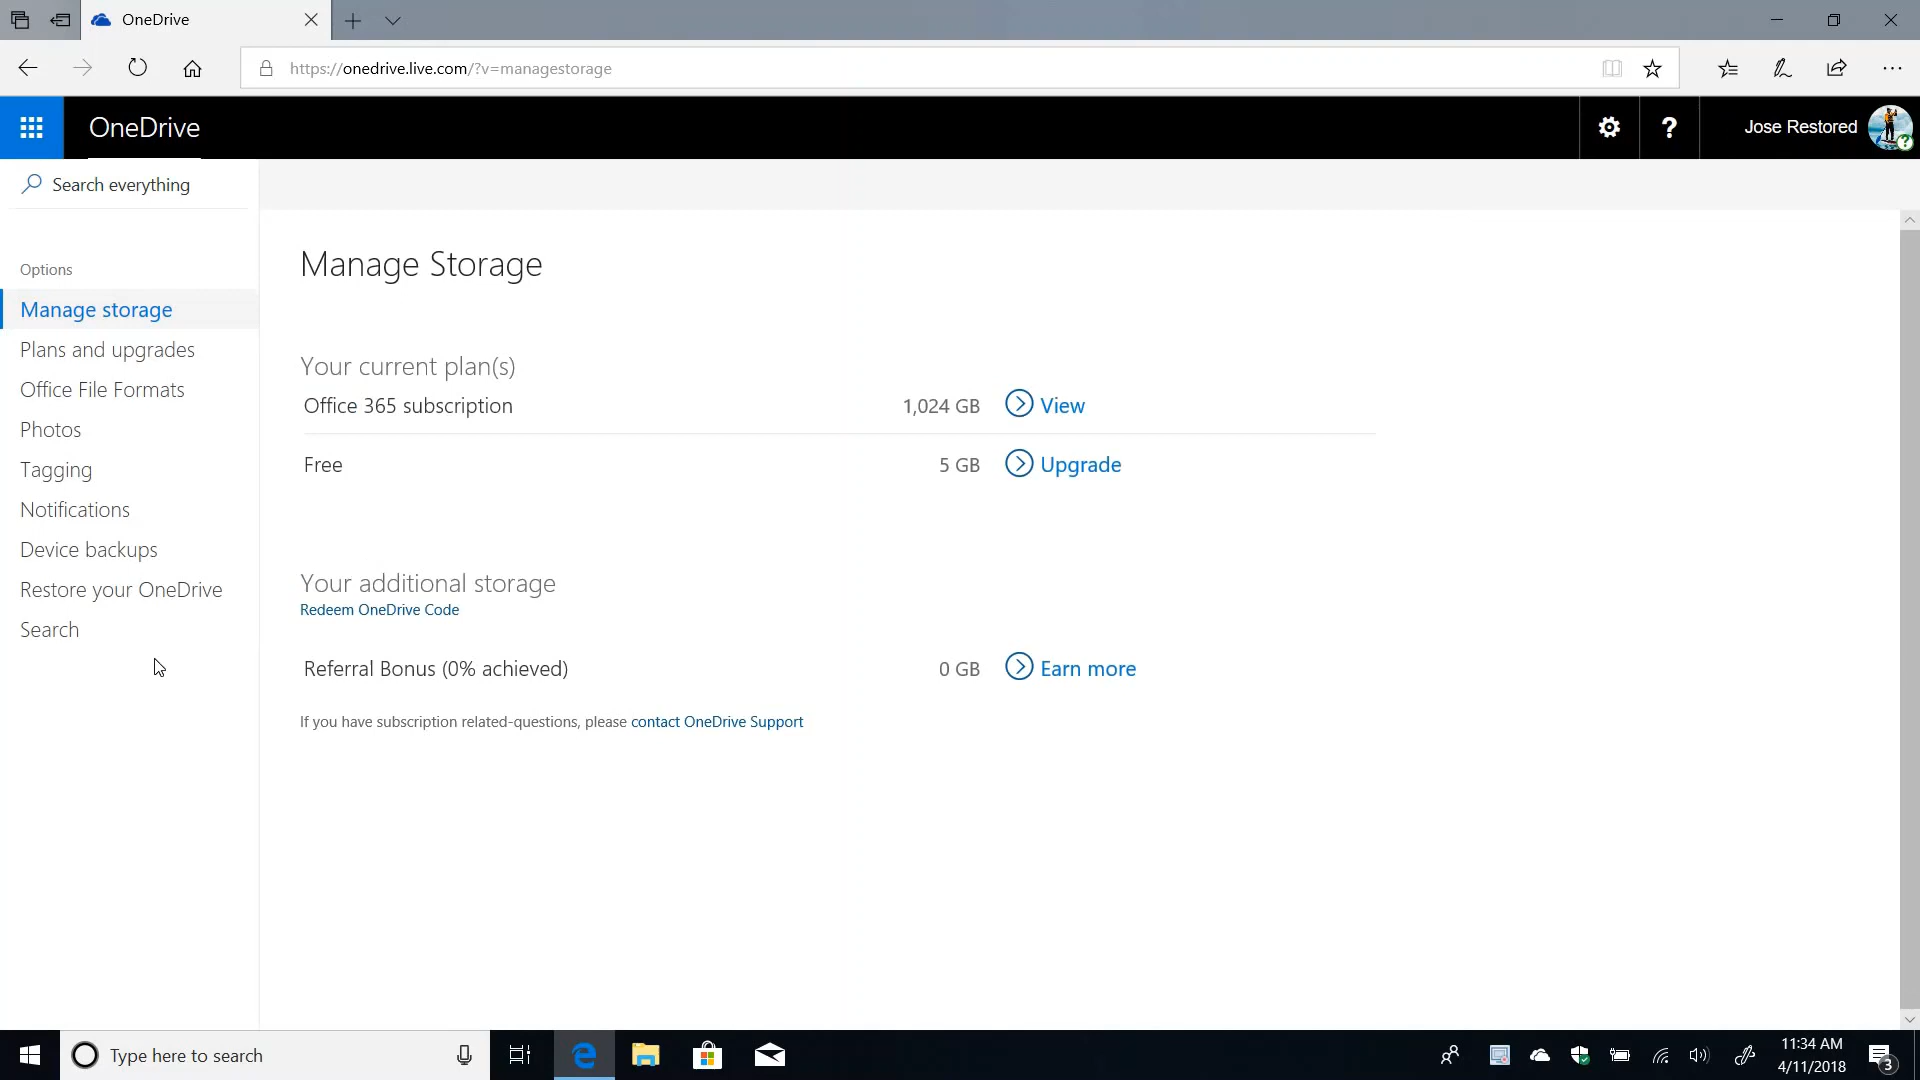 OneDrive
https://onedrive.live.com/?v=managestorage
OneDrive
?
Jose Restored
?
Search everything
Options
Manage storage
Plans and upgrades
Office File Formats
Photos
Tagging
Notifications
Device backups
Restore your OneDrive
Search
Manage Storage
Your current plan(s)
Office 365 subscription 1,024 GB View
Free 5 GB Upgrade
Your additional storage
Redeem OneDrive Code
Referral Bonus (0% achieved) 0 GB Earn more
If you have subscription related-questions, please contact OneDrive Support
Type here to search
11:34 AM
4/11/2018
3